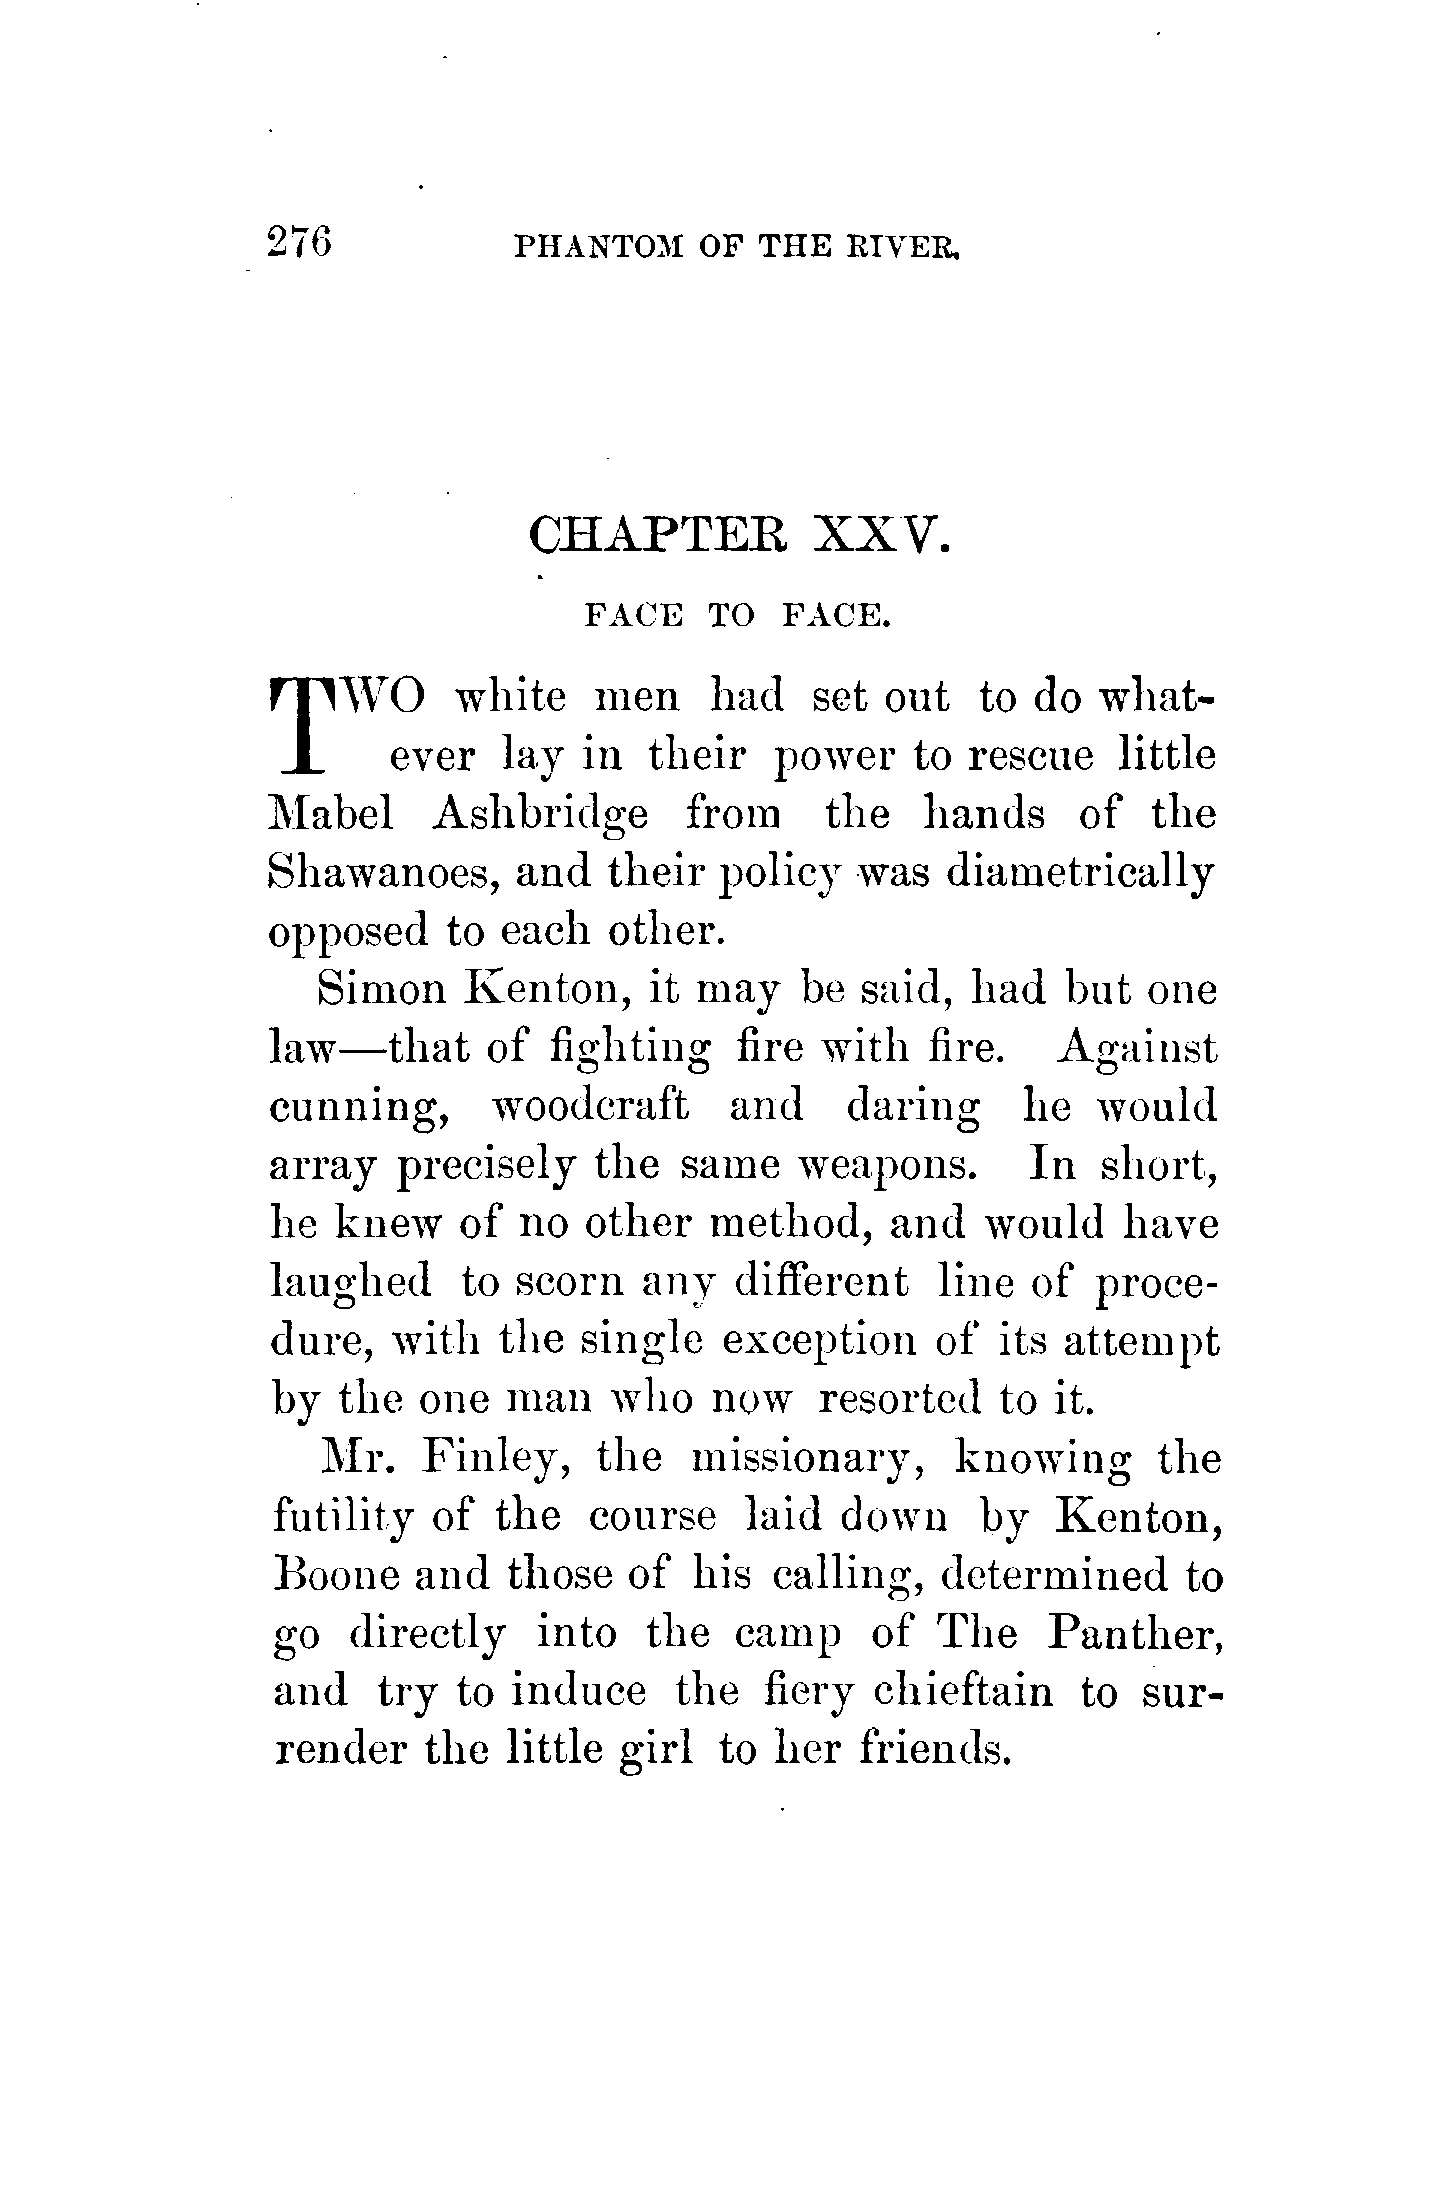 276 PHANTOM OF THE RIVER.
CHAPTER XXV.
FACE TO FACE.
TWO white men had set out to do what-
ever lay in their power to rescue little
Mabel Ashbridge from the hands of the
Shawanoes, and their policy was diametrically
opposed to each other.
Simon Kenton, it may be said, had but one
law—that of fighting fire with fire. Against
cunning, woodcraft and daring he would
array precisely the same weapons. In short,
he knew of no other method, and would have
laughed to scorn any different line of proce-
dure, with the single exception of its attempt
by the one man who now resorted to it.
Mr. Finley, the missionary, knowing the
futility of the course laid down by Kenton,
Boone and those of his calling, determined to
go directly into the camp of The Panther,
and try to induce the fiery chieftain to sur-
render the little girl to her friends.